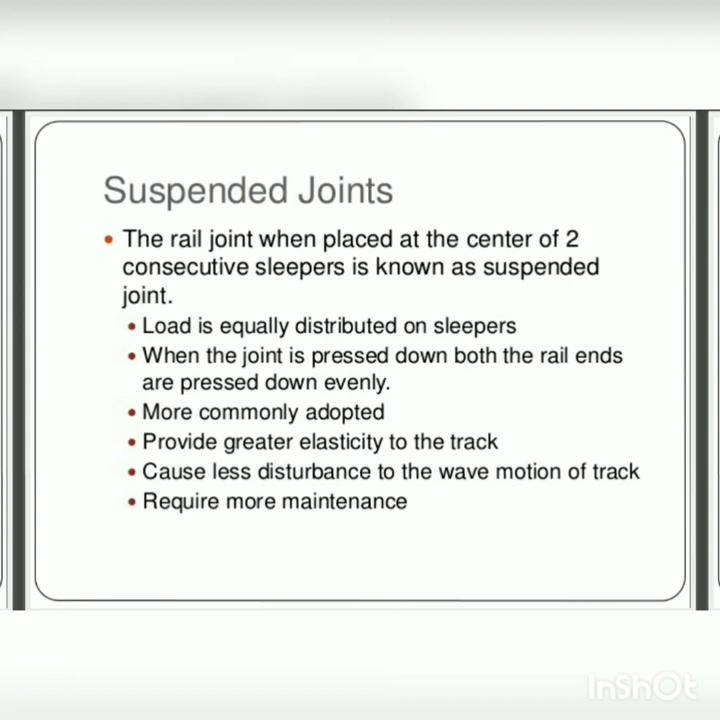 Suspended Joints
• The rail joint when placed at the center of 2
consecutive sleepers is known as suspended
joint.
• Load is equally distributed on sleepers
• When the joint is pressed down both the rail ends
are pressed down evenly.
• More commonly adopted
• Provide greater elasticity to the track
• Cause less disturbance to the wave motion of track
• Require more maintenance
InShOt